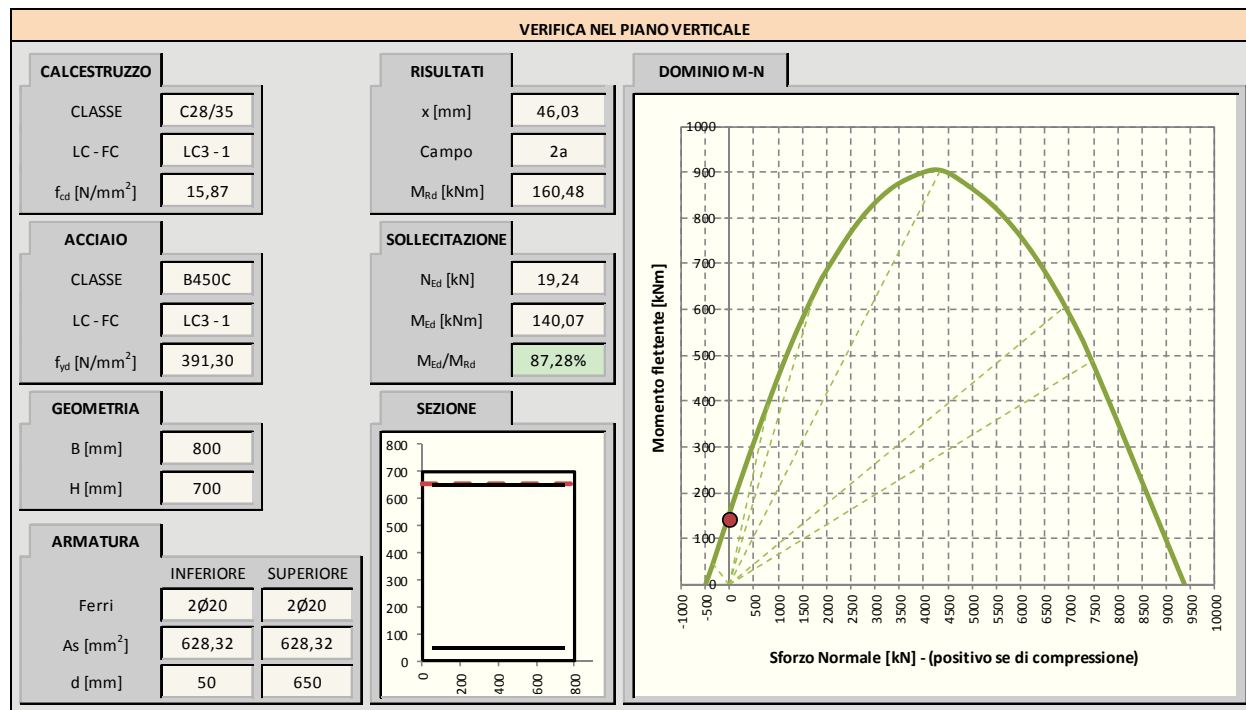 VERIFICA NEL PIANO VERTICALE
CALCESTRUZZO
CLASSE C28/35
LC - FC LC3 - 1
fcd [N/mm²] 15,87
ACCIAIO
CLASSE B450C
LC - FC LC3 - 1
fyd [N/mm²] 391,30
GEOMETRIA
B [mm] 800
H [mm] 700
ARMATURA
INFERIORE SUPERIORE
Ferri 2Ø20 2Ø20
As [mm²] 628,32 628,32
d [mm] 50 650
RISULTATI
x [mm] 46,03
Campo 2a
MRd [kNm] 160,48
SOLLECITAZIONE
NEd [kN] 19,24
MEd [kNm] 140,07
MEd/MRd 87,28%
SEZIONE
800
700
600
500
400
300
200
100
0
0 200 400 600 800
DOMINIO M-N
Momento flettente [kNm]
1000
900
800
700
600
500
400
300
200
100
0
-1000 -500 0 500 1000 1500 2000 2500 3000 3500 4000 4500 5000 5500 6000 6500 7000 7500 8000 8500 9000 9500 10000
Sforzo Normale [kN] - (positivo se di compressione)